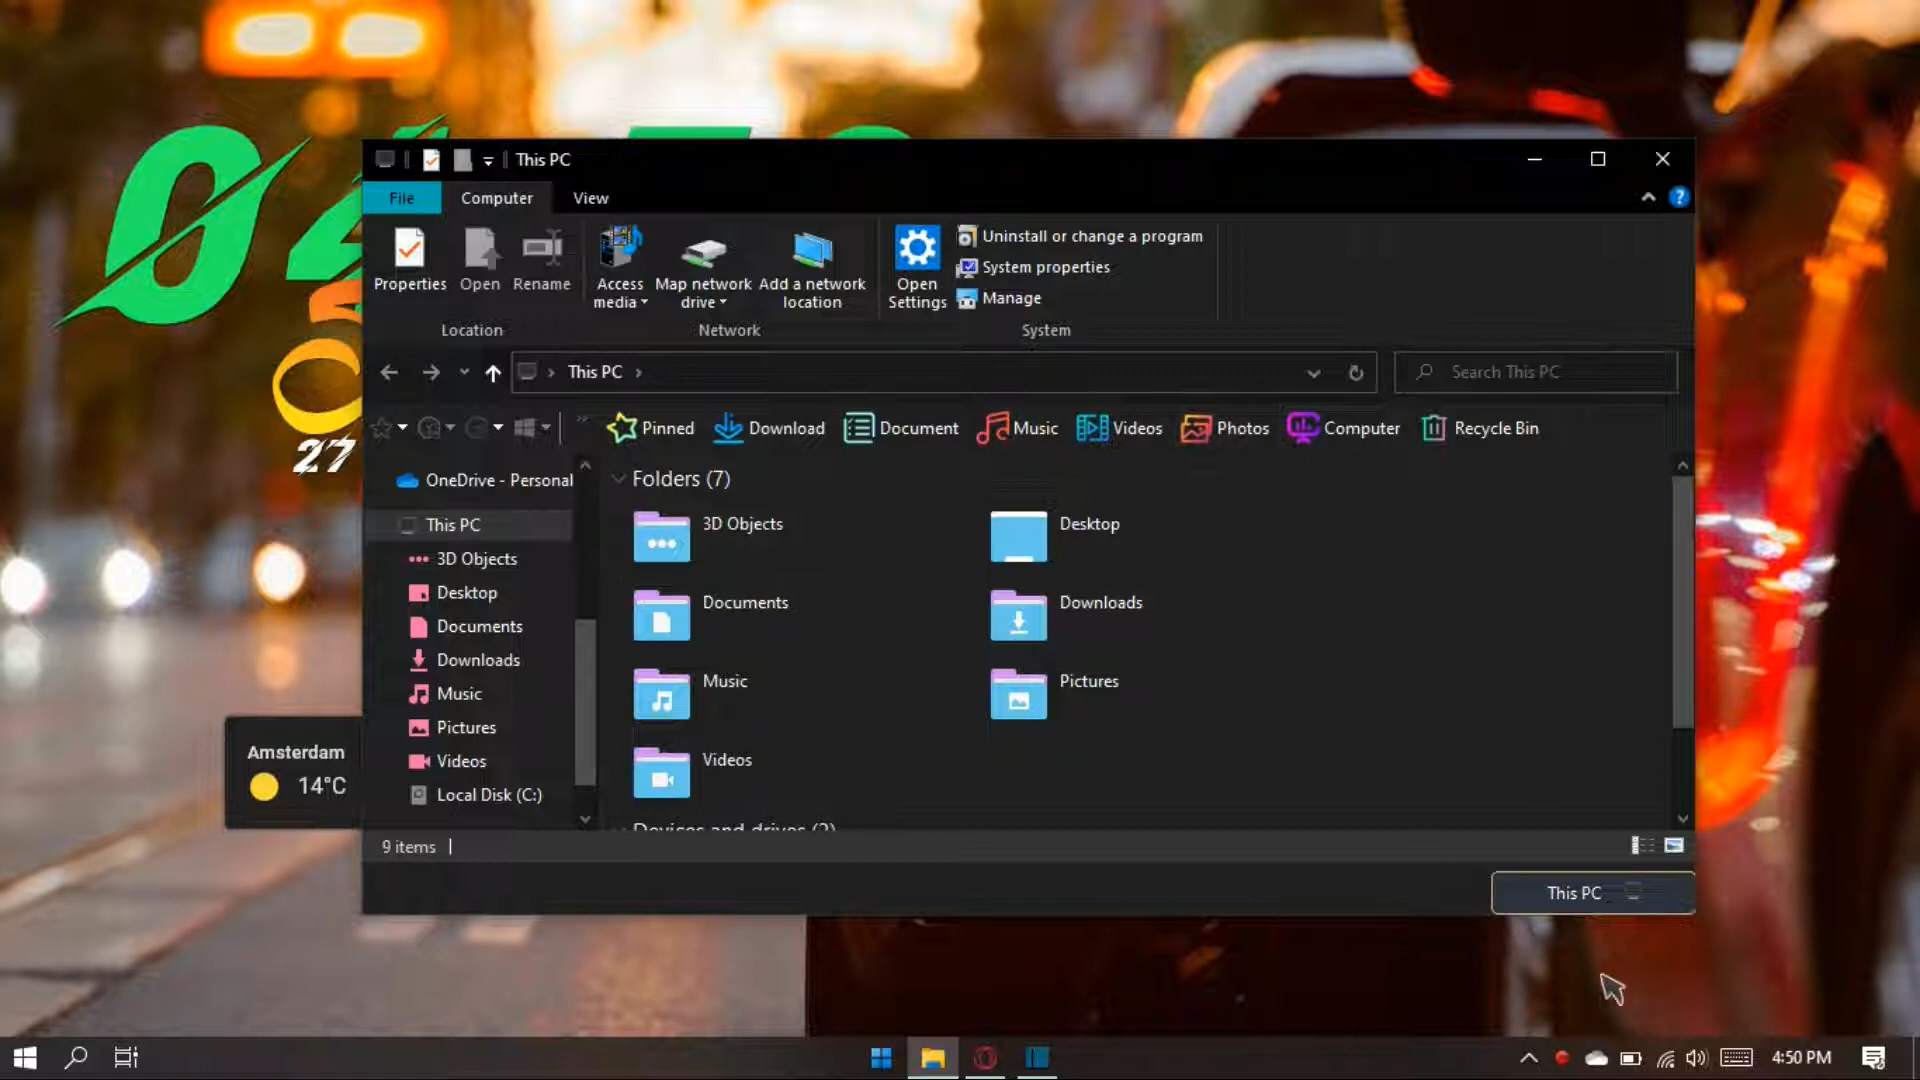 This PC
File
Computer
View
Properties
Open
Rename
Access media
Map network drive
Add a network location
Open Settings
Uninstall or change a program
System properties
Manage
Location
Network
System
This PC
Search This PC
Pinned
Download
Document
Music
Videos
Photos
Computer
Recycle Bin
OneDrive - Personal
This PC
3D Objects
Desktop
Documents
Downloads
Music
Pictures
Videos
Local Disk (C:)
Folders (7)
3D Objects
Desktop
Documents
Downloads
Music
Pictures
Videos
Devices and drives (2)
9 items
This PC
27
Amsterdam
14°C
4:50 PM